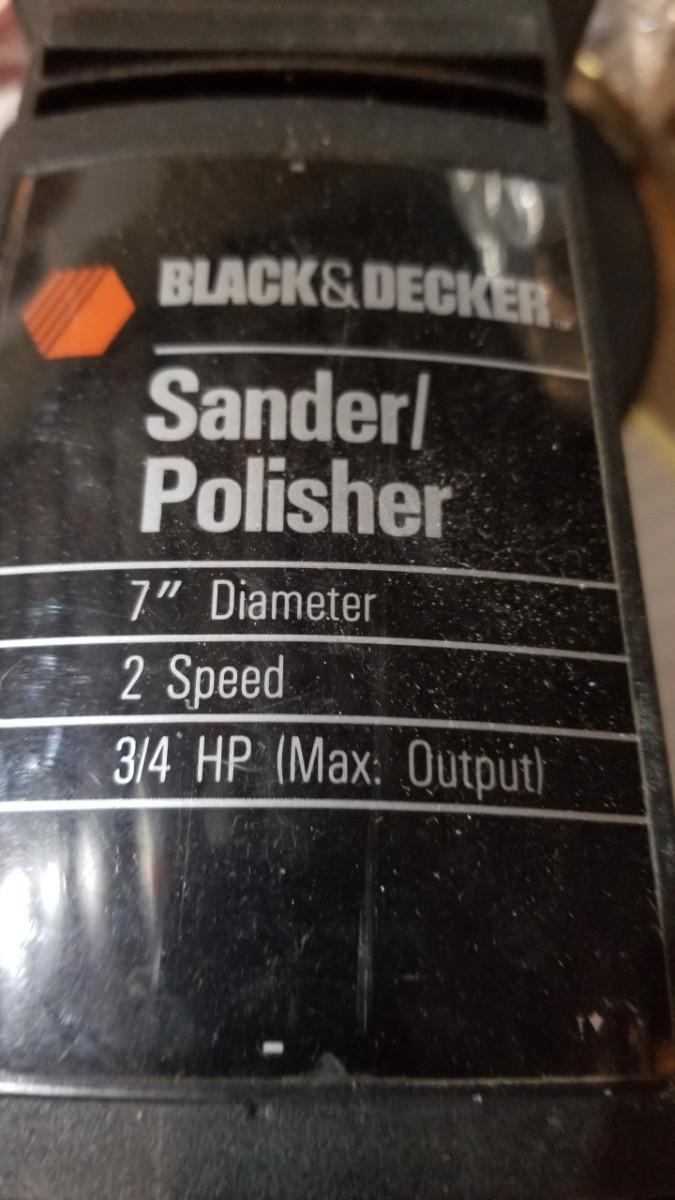 BLACK&DECKER
Sander/
Polisher
7" Diameter
2 Speed
3/4 HP (Max. Output)